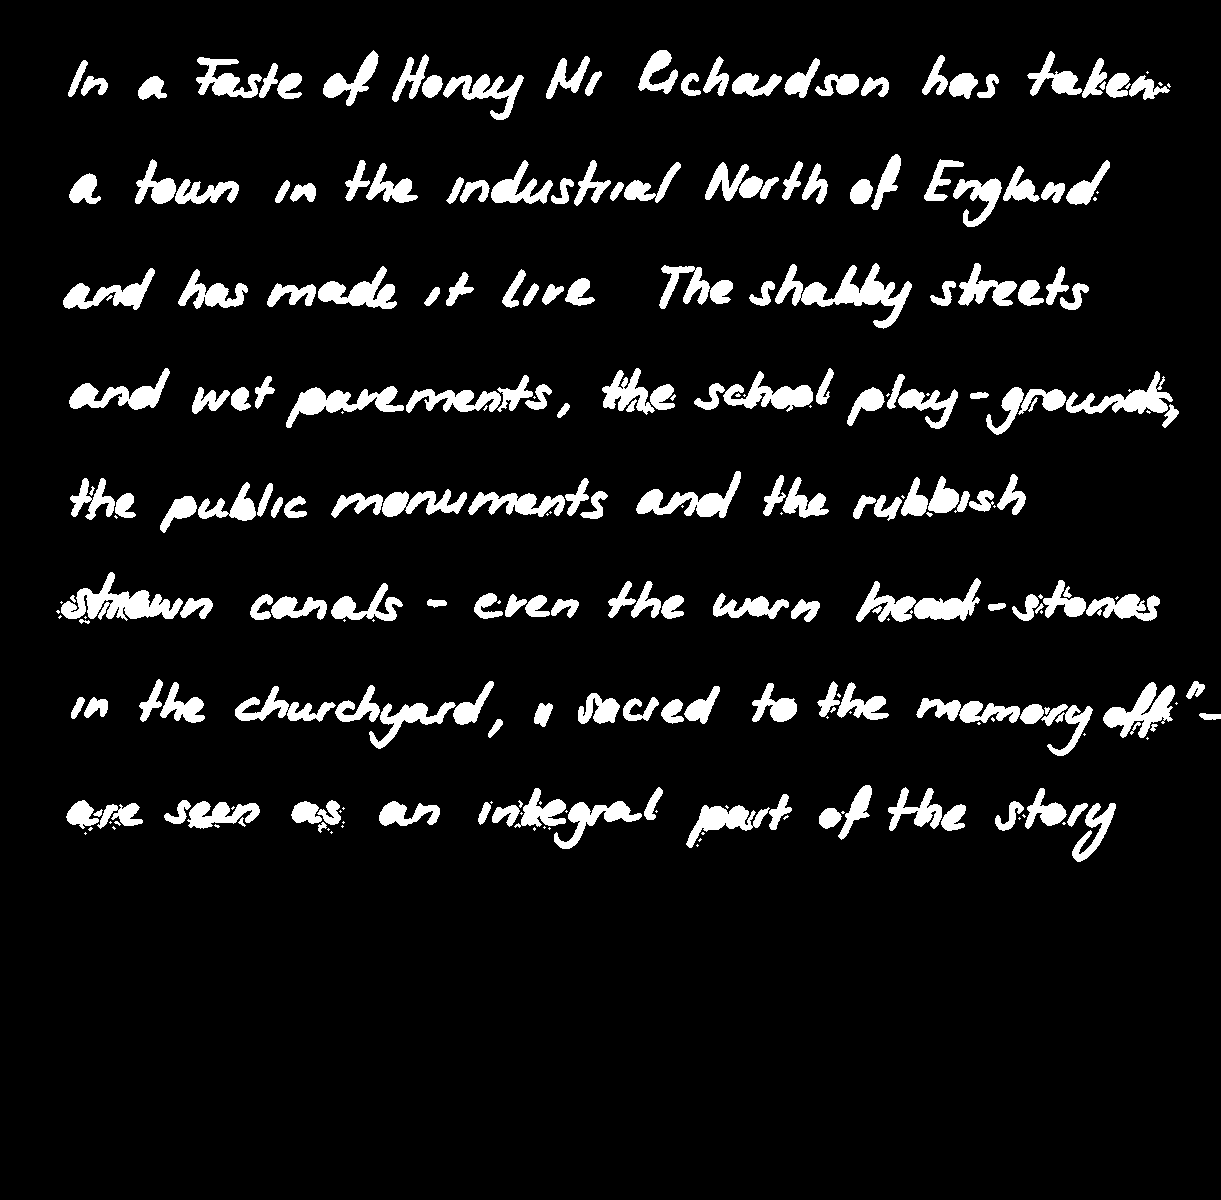 In a Taste of Honey Mr Richardson has taken
a town in the industrial North of England
and has made it live The shabby streets
and wet pavements, the school play-grounds,
the public monuments and the rubbish
strewn canals - even the worn head-stones
in the churchyard, " sacred to the memory off" -
are seen as an integral part of the story